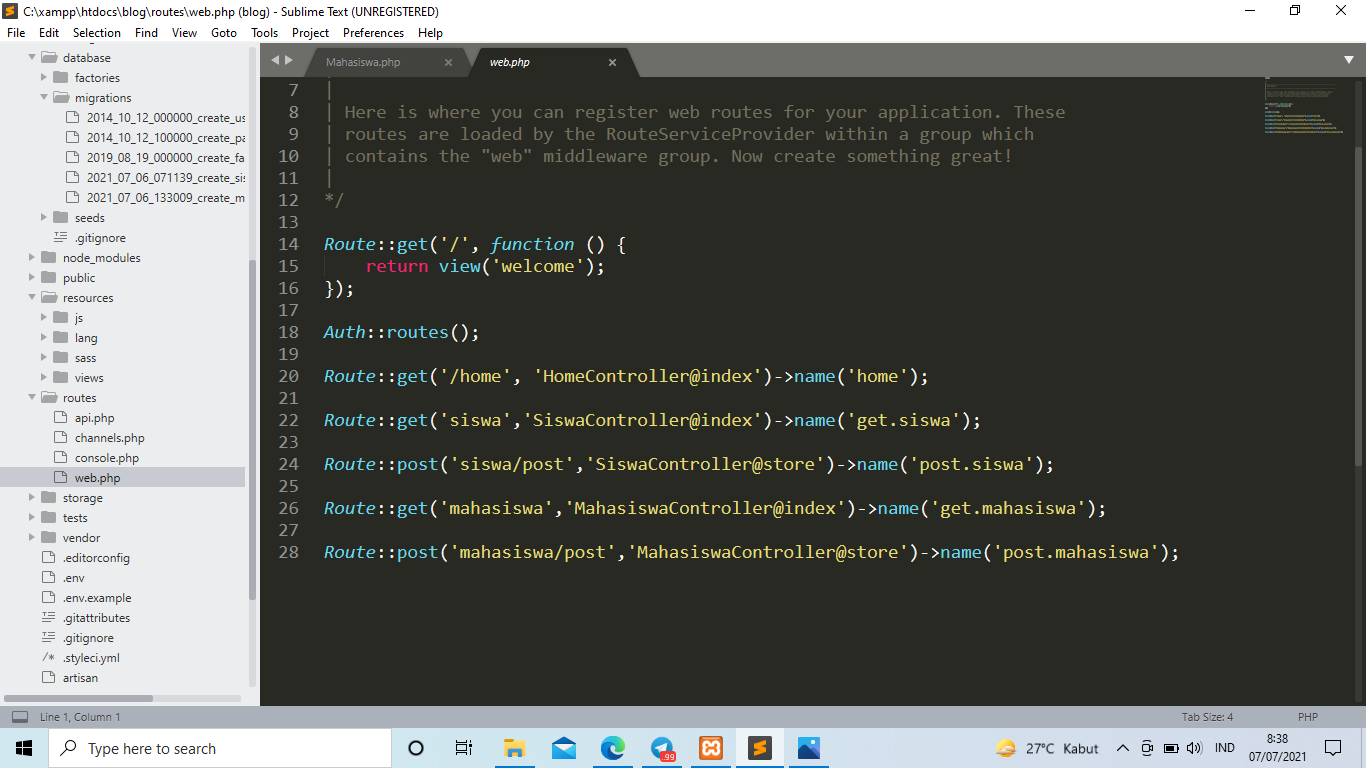 C:\xampp\htdocs\blog\routes\web.php (blog) - Sublime Text (UNREGISTERED)
File Edit Selection Find View Goto Tools Project Preferences Help
database
factories
migrations
2014_10_12_000000_create_us
2014_10_12_100000_create_pa
2019_08_19_000000_create_fa
2021_07_06_071139_create_sis
2021_07_06_133009_create_m
seeds
.gitignore
node_modules
public
resources
js
lang
sass
views
routes
api.php
channels.php
console.php
web.php
storage
tests
vendor
.editorconfig
.env
.env.example
.gitattributes
.gitignore
/* .styleci.yml
artisan
Mahasiswa.php web.php
7 |
8 | Here is where you can register web routes for your application. These
9 | routes are loaded by the RouteServiceProvider within a group which
10 | contains the "web" middleware group. Now create something great!
11 |
12 */
13
14 Route::get('/', function () {
15 return view('welcome');
16 });
17
18 Auth::routes();
19
20 Route::get('/home', 'HomeController@index')->name('home');
21
22 Route::get('siswa','SiswaController@index')->name('get.siswa');
23
24 Route::post('siswa/post','SiswaController@store')->name('post.siswa');
25
26 Route::get('mahasiswa','MahasiswaController@index')->name('get.mahasiswa');
27
28 Route::post('mahasiswa/post','MahasiswaController@store')->name('post.mahasiswa');
Line 1, Column 1 Tab Size: 4 PHP
Type here to search 99 27°C Kabut IND 8:38
07/07/2021